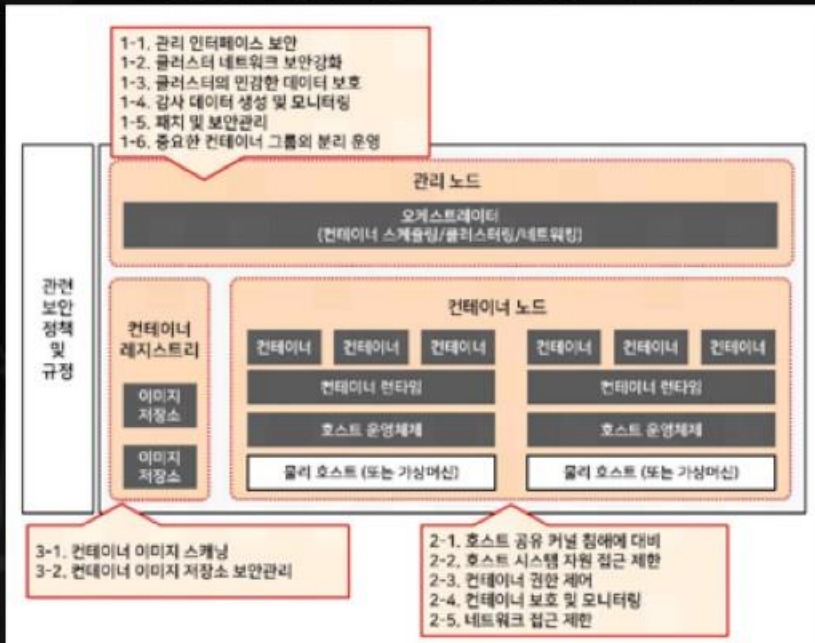 1-1. 관리 인터페이스 보안
1-2. 클러스터 네트워크 보안강화
1-3. 클러스터의 민감한 데이터 보호
1-4. 감사 데이터 생성 및 모니터링
1-5. 패치 및 보안관리
1-6. 중요한 컨테이너 그룹의 분리 운영
관련
보안
정책
및
규정
관리 노드
오케스트레이터
(컨테이너 스케줄링/클러스터링/네트워킹)
컨테이너
레지스트리
이미지
저장소
이미지
저장소
컨테이너 노드
컨테이너
컨테이너
컨테이너
컨테이너 런타임
호스트 운영체제
물리 호스트 (또는 가상머신)
컨테이너
컨테이너
컨테이너
컨테이너 런타임
호스트 운영체제
물리 호스트 (또는 가상머신)
3-1. 컨테이너 이미지 스캐닝
3-2. 컨테이너 이미지 저장소 보안관리
2-1. 호스트 공유 커널 침해에 대비
2-2. 호스트 시스템 자원 접근 제한
2-3. 컨테이너 권한 제어
2-4. 컨테이너 보호 및 모니터링
2-5. 네트워크 접근 제한